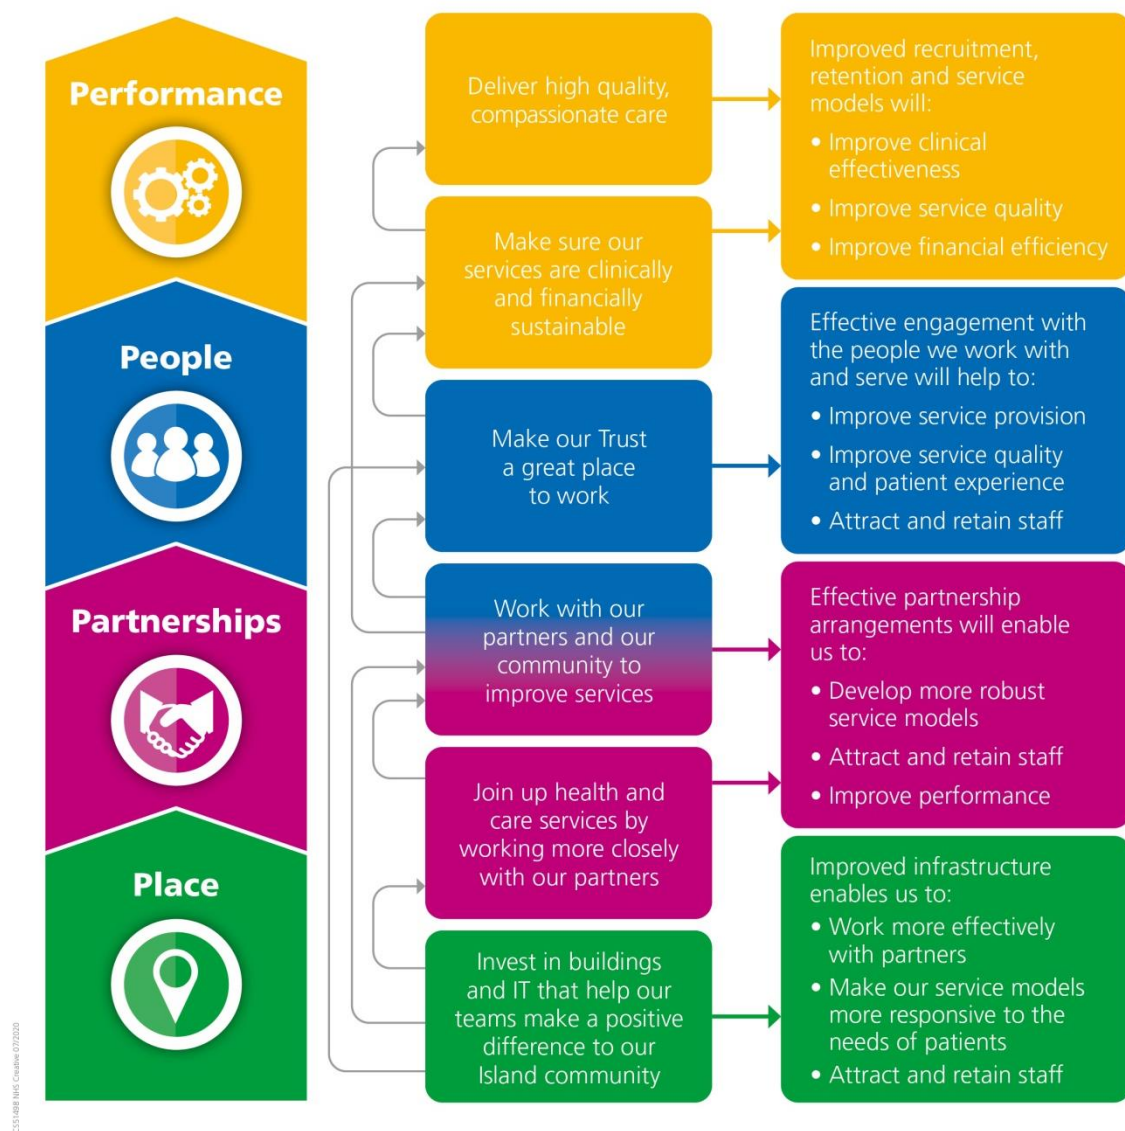 Performance
People
Partnerships
Place
Deliver high quality,
compassionate care
Make sure our
services are clinically
and financially
sustainable
Make our Trust
a great place
to work
Work with our
partners and our
community to
improve services
Join up health and
care services by
working more closely
with our partners
Invest in buildings
and IT that help our
teams make a positive
difference to our
Island community
Improved recruitment,
retention and service
models will:
• Improve clinical
effectiveness
• Improve service quality
• Improve financial efficiency
Effective engagement with
the people we work with
and serve will help to:
• Improve service provision
• Improve service quality
and patient experience
• Attract and retain staff
Effective partnership
arrangements will enable
us to:
• Develop more robust
service models
• Attract and retain staff
• Improve performance
Improved infrastructure
enables us to:
• Work more effectively
with partners
• Make our service models
more responsive to the
needs of patients
• Attract and retain staff
NHS Creative 07/2020